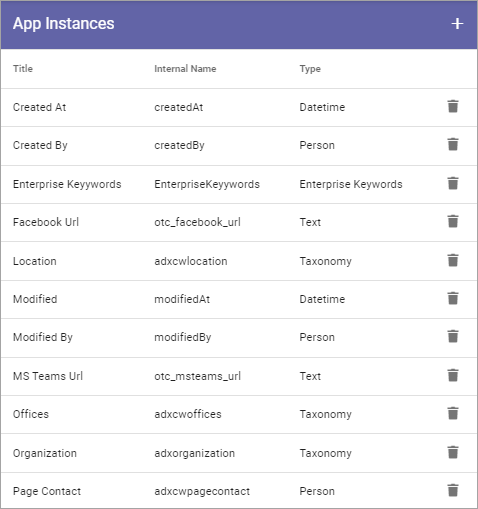 App Instances +
Title Internal Name Type
Created At createdAt Datetime
Created By createdBy Person
Enterprise Keyywords EnterpriseKeyywords Enterprise Keywords
Facebook Url otc_facebook_url Text
Location adxcwlocation Taxonomy
Modified modifiedAt Datetime
Modified By modifiedBy Person
MS Teams Url otc_msteams_url Text
Offices adxcwoffices Taxonomy
Organization adxorganization Taxonomy
Page Contact adxcwpagecontact Person